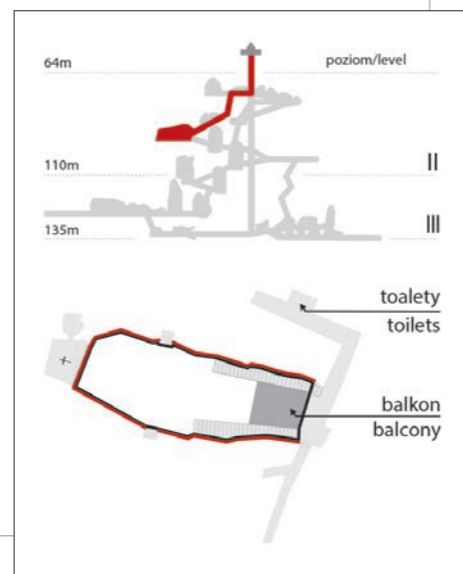 64m poziom/level
110m II
135m III
toalety
toilets
balkon
balcony